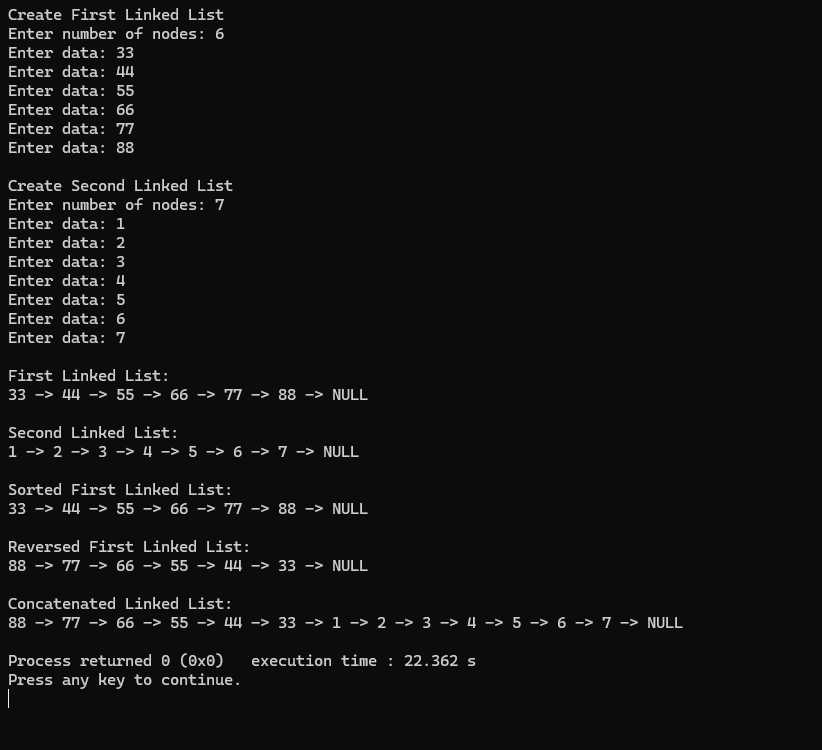 Create First Linked List
Enter number of nodes: 6
Enter data: 33
Enter data: 44
Enter data: 55
Enter data: 66
Enter data: 77
Enter data: 88
Create Second Linked List
Enter number of nodes: 7
Enter data: 1
Enter data: 2
Enter data: 3
Enter data: 4
Enter data: 5
Enter data: 6
Enter data: 7
First Linked List:
33 -> 44 -> 55 -> 66 -> 77 -> 88 -> NULL
Second Linked List:
1 -> 2 -> 3 -> 4 -> 5 -> 6 -> 7 -> NULL
Sorted First Linked List:
33 -> 44 -> 55 -> 66 -> 77 -> 88 -> NULL
Reversed First Linked List:
88 -> 77 -> 66 -> 55 -> 44 -> 33 -> NULL
Concatenated Linked List:
88 -> 77 -> 66 -> 55 -> 44 -> 33 -> 1 -> 2 -> 3 -> 4 -> 5 -> 6 -> 7 -> NULL
Process returned 0 (0x0)   execution time : 22.362 s
Press any key to continue.